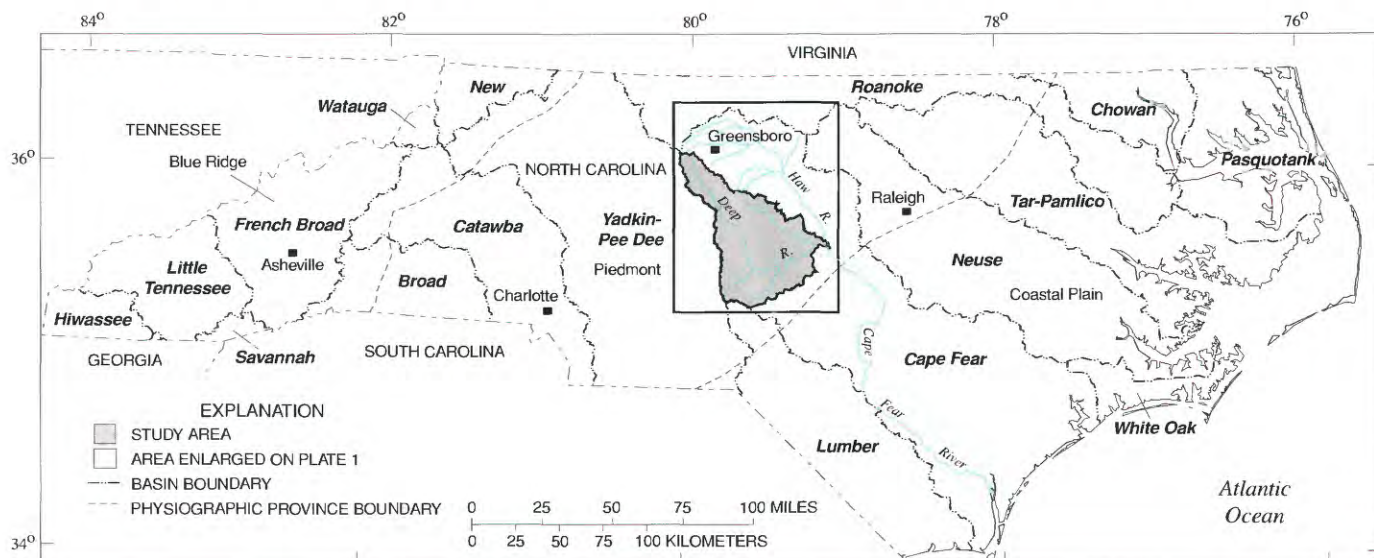 84°
82°
80°
78°
76°
36°
34°
VIRGINIA
TENNESSEE
NORTH CAROLINA
GEORGIA
SOUTH CAROLINA
New
Watauga
Blue Ridge
French Broad
Asheville
Little
Tennessee
Hiwassee
Savannah
Catawba
Broad
Charlotte
Yadkin-
Pee Dee
Piedmont
Greensboro
Haw
R.
Deep
R.
Roanoke
Raleigh
Chowan
Pasquotank
Tar-Pamlico
Neuse
Coastal Plain
Cape Fear
Cape
Fear
River
Lumber
White Oak
Atlantic
Ocean
EXPLANATION
STUDY AREA
AREA ENLARGED ON PLATE 1
BASIN BOUNDARY
PHYSIOGRAPHIC PROVINCE BOUNDARY
0 25 50 75 100 MILES
0 25 50 75 100 KILOMETERS